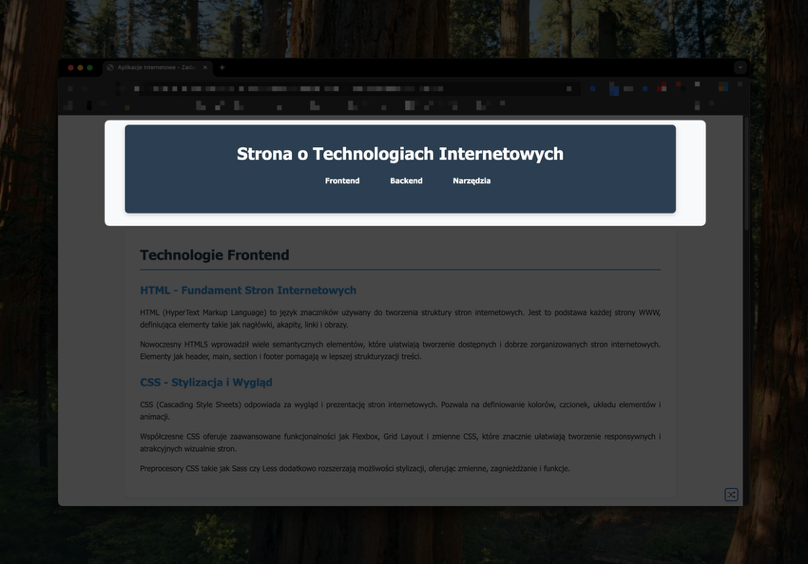 Aplikacje Internetowe - Zada
Strona o Technologiach Internetowych
Frontend Backend Narzędzia
Technologie Frontend
HTML - Fundament Stron Internetowych
HTML (HyperText Markup Language) to język znaczników używany do tworzenia struktury stron internetowych. Jest to podstawa każdej strony WWW,
definiująca elementy takie jak nagłówki, akapity, linki i obrazy.
Nowoczesny HTML5 wprowadził wiele semantycznych elementów, które ułatwiają tworzenie dostępnych i dobrze zorganizowanych stron internetowych.
Elementy jak header, main, section i footer pomagają w lepszej strukturyzacji treści.
CSS - Stylizacja i Wygląd
CSS (Cascading Style Sheets) odpowiada za wygląd i prezentację stron internetowych. Pozwala na definiowanie kolorów, czcionek, układu elementów i
animacji.
Współczesne CSS oferuje zaawansowane funkcjonalności jak Flexbox, Grid Layout i zmienne CSS, które znacznie ułatwiają tworzenie responsywnych i
atrakcyjnych wizualnie stron.
Preprocesory CSS takie jak Sass czy Less dodatkowo rozszerzają możliwości stylizacji, oferując zmienne, zagnieżdżanie i funkcje.